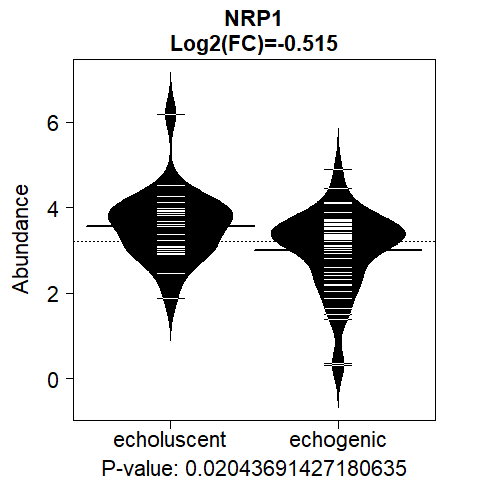 NRP1
Log2(FC)=-0.515
Abundance
6
4
2
0
echoluscent echogenic
P-value: 0.02043691427180635